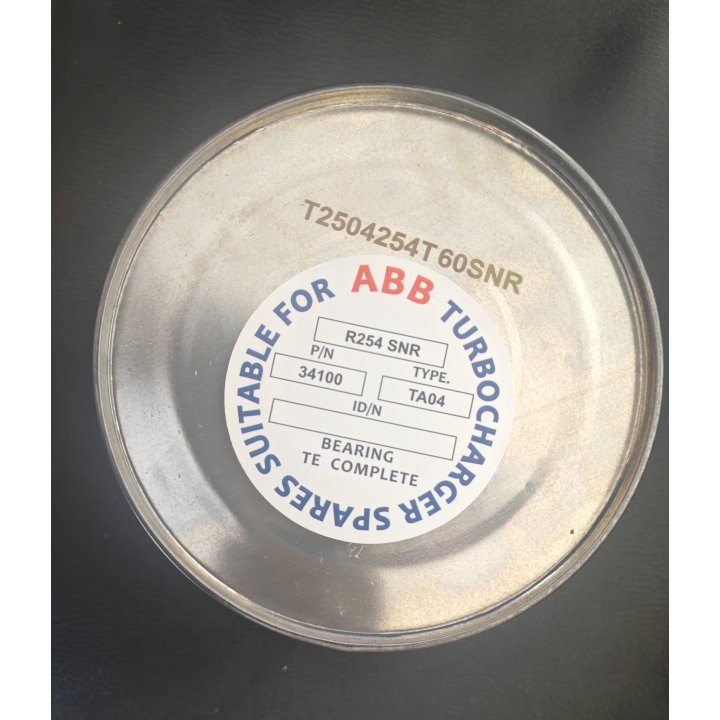 T2504254T60SNR
SUITABLE FOR ABB TURBOCHARGER SPARES
R254 SNR
P/N
TYPE.
34100
TA04
ID/N
BEARING
TE COMPLETE